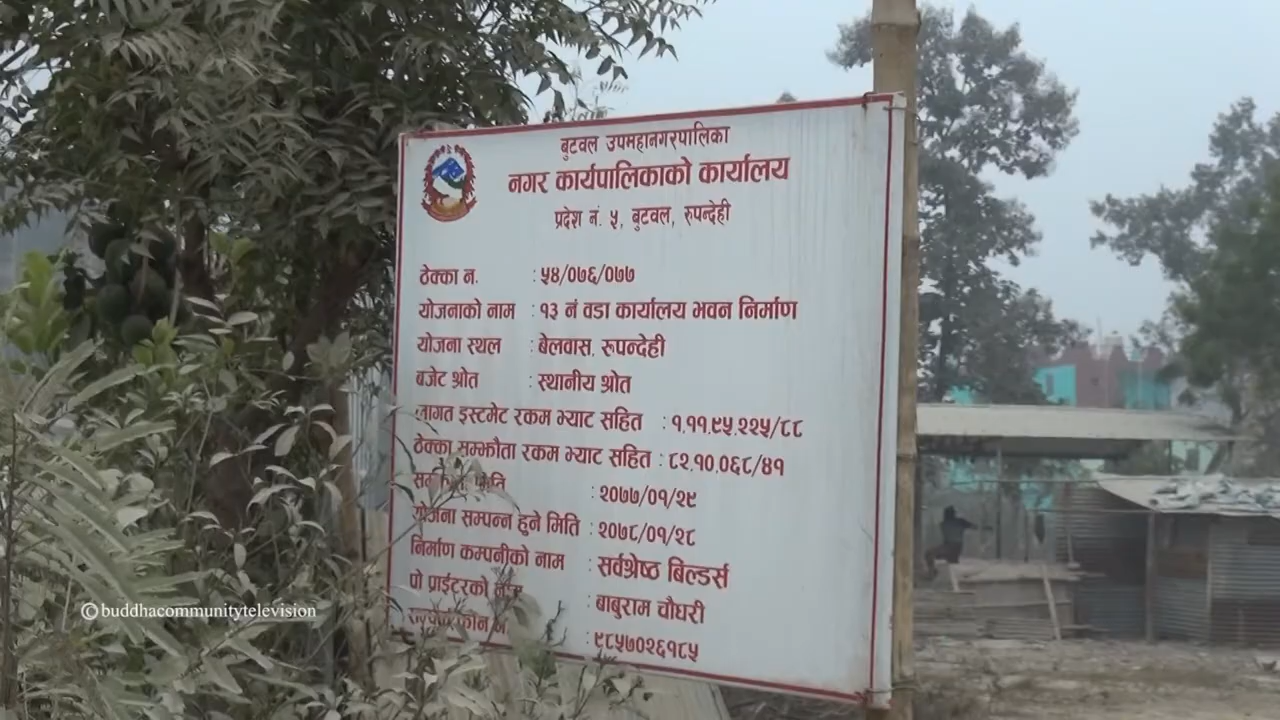 बुटवल उपमहानगरपालिका
नगर कार्यपालिकाको कार्यालय
प्रदेश नं. ५, बुटवल, रुपन्देही
ठेक्का न. : ५४/०७६/०७७
योजनाको नाम : १३ नं वडा कार्यालय भवन निर्माण
योजना स्थल : बेलवास, रुपन्देही
बजेट श्रोत : स्थानीय श्रोत
लागत इस्टमेट रकम भ्याट सहित : १,११,९५,२२५/८८
ठेक्का सम्झौता रकम भ्याट सहित : ८२,१०,०६८/४१
: २०७७/०१/२९
योजना सम्पन्न हुने मिति : २०७८/०१/२८
निर्माण कम्पनीको नाम : सर्वश्रेष्ठ बिल्डर्स
पो प्राईटरको : बाबुराम चौधरी
: ९८५७०२६१८५
©buddhacommunitytelevision